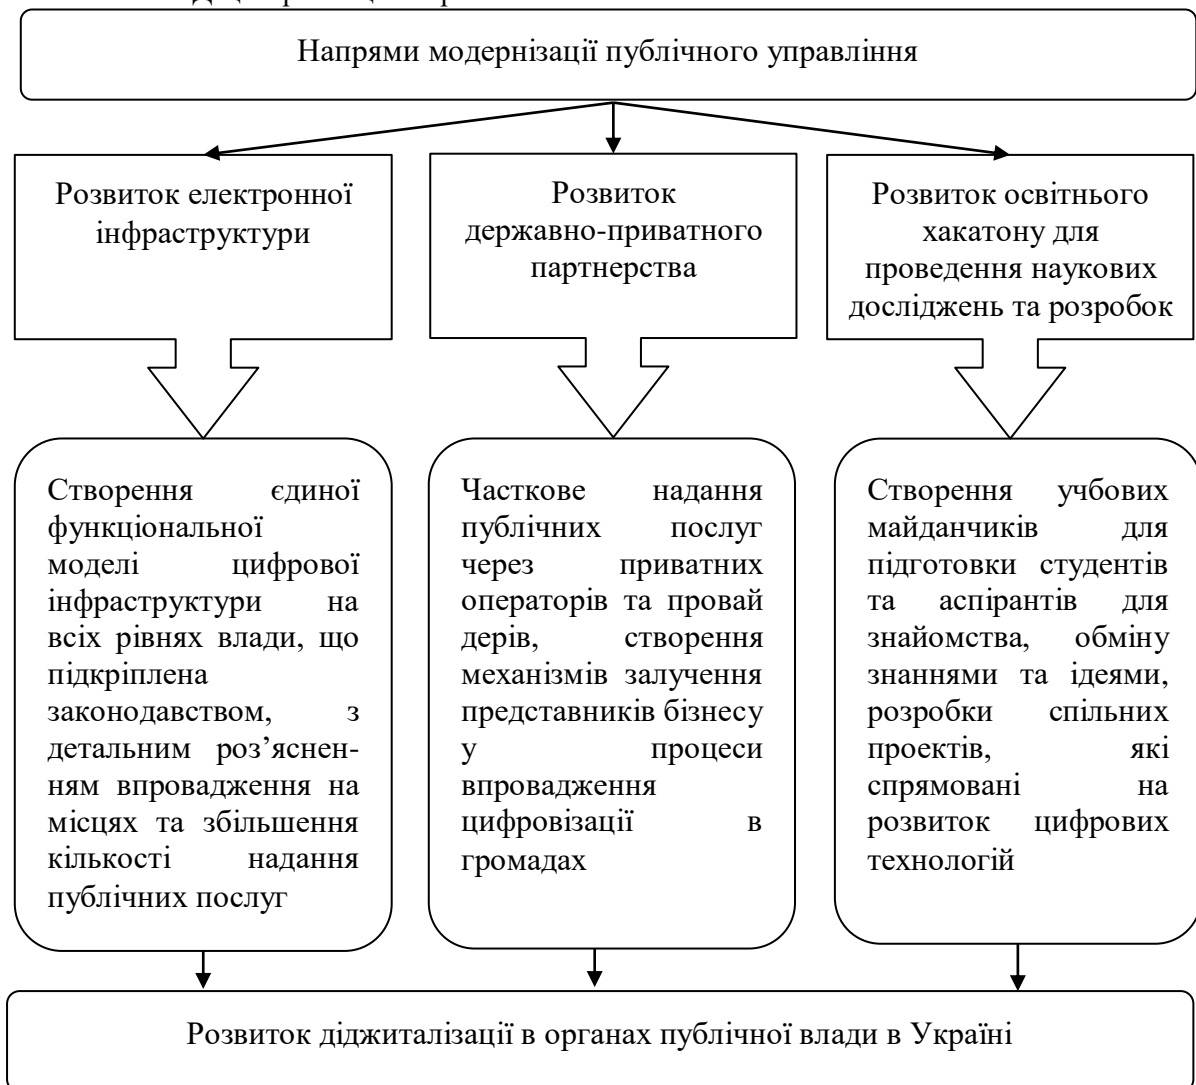 Напрями модернізації публічного управління
Розвиток електронної
інфраструктури
Розвиток
державно-приватного
партнерства
Розвиток освітнього
хакатону для
проведення наукових
досліджень та розробок
Створення єдиної
функціональної
моделі цифрової
інфраструктури на
всіх рівнях влади, що
підкріплена
законодавством, з
детальним роз’яснен-
ням впровадження на
місцях та збільшення
кількості надання
публічних послуг
Часткове надання
публічних послуг
через приватних
операторів та провай
дерів, створення
механізмів залучення
представників бізнесу
у процеси
впровадження
цифровізації в
громадах
Створення учбових
майданчиків для
підготовки студентів
та аспірантів для
знайомства, обміну
знаннями та ідеями,
розробки спільних
проектів, які
спрямовані на
розвиток цифрових
технологій
Розвиток діджиталізації в органах публічної влади в Україні